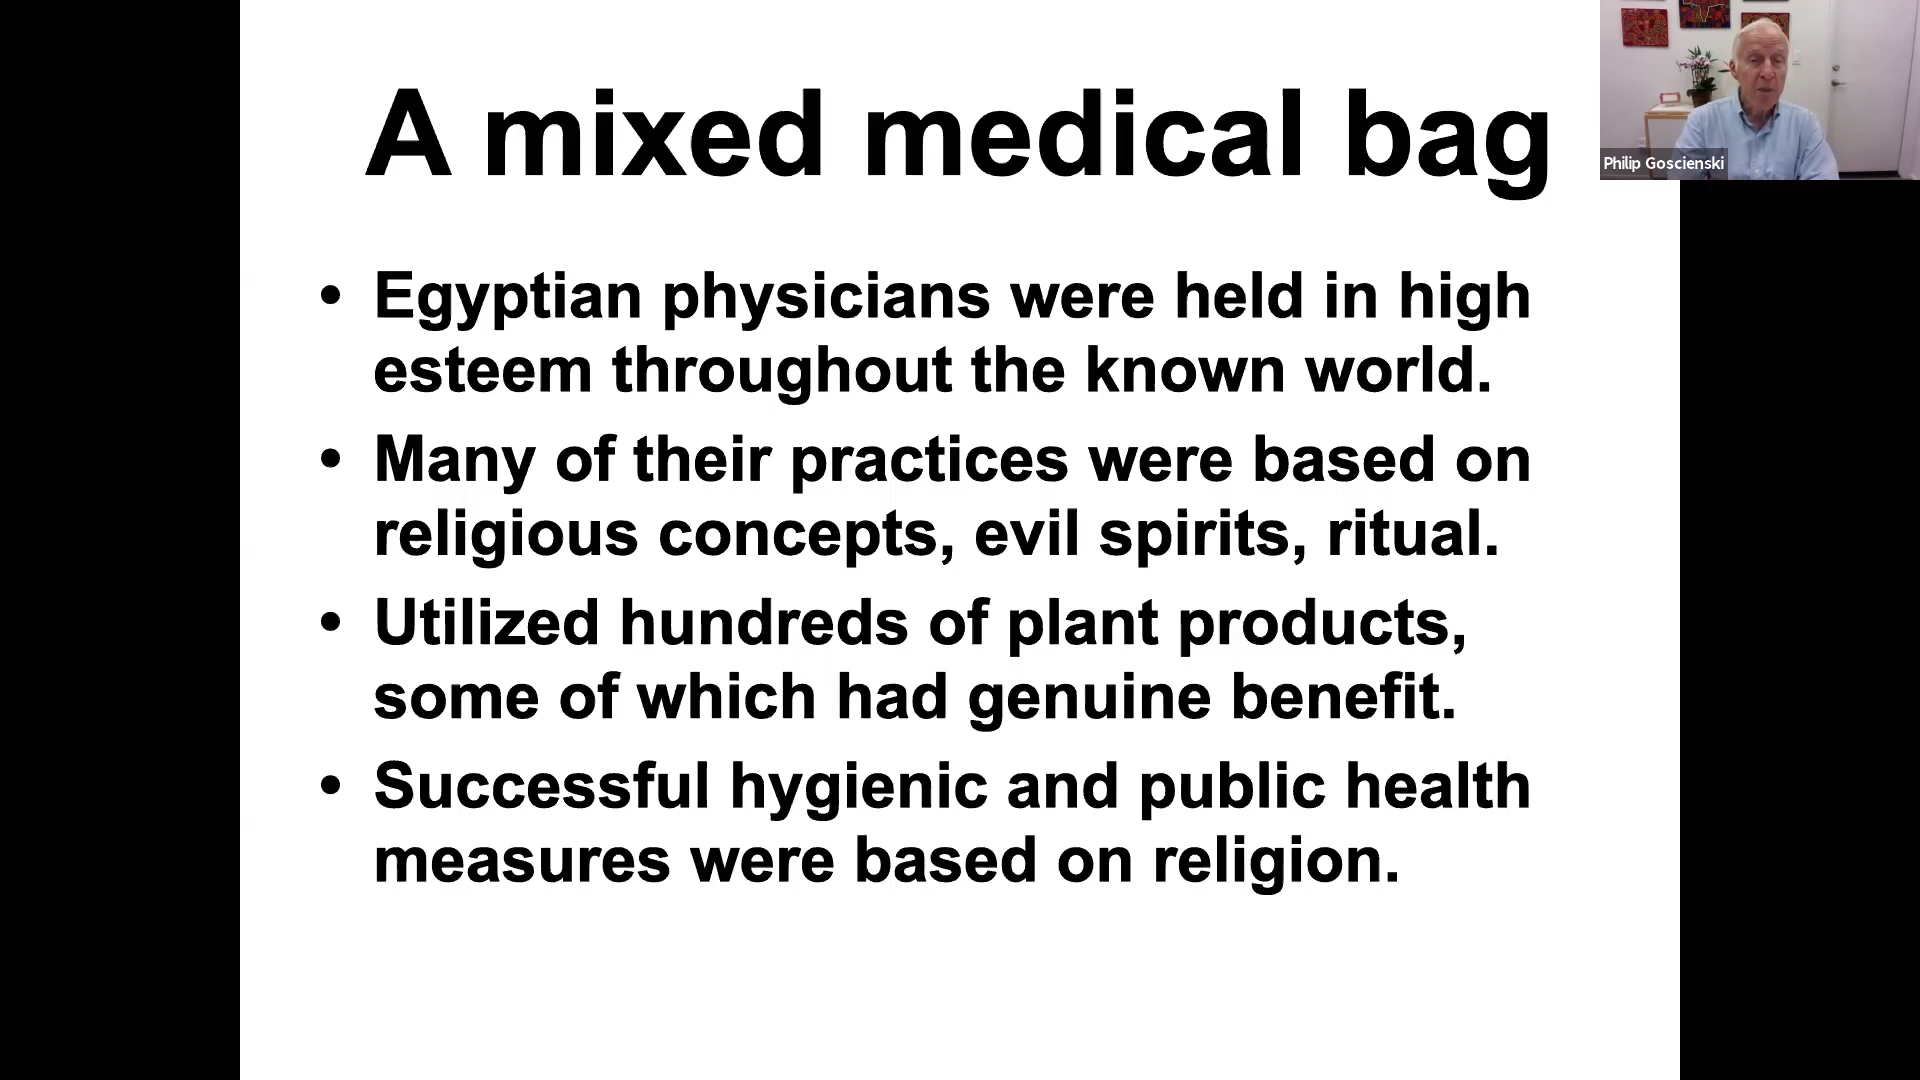 A mixed medical bag
Philip Goscienski
• Egyptian physicians were held in high
esteem throughout the known world.
• Many of their practices were based on
religious concepts, evil spirits, ritual.
• Utilized hundreds of plant products,
some of which had genuine benefit.
• Successful hygienic and public health
measures were based on religion.